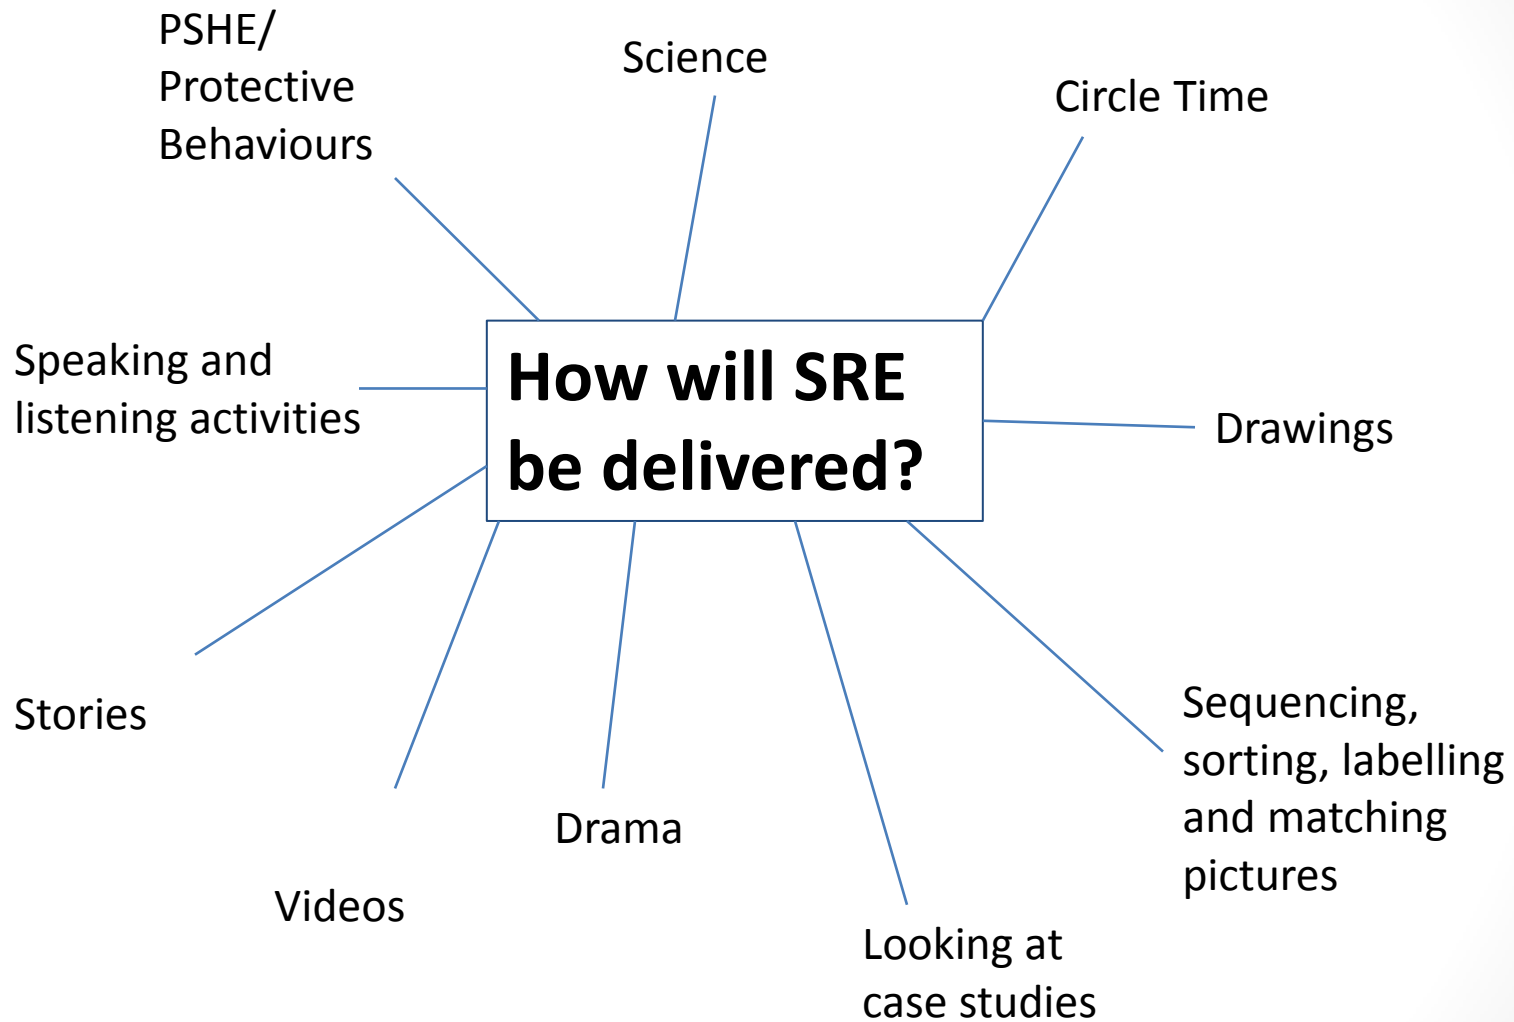 PSHE/
Protective
Behaviours
Science
Circle Time
Speaking and
listening activities
How will SRE
be delivered?
Drawings
Stories
Videos
Drama
Looking at
case studies
Sequencing,
sorting, labelling
and matching
pictures